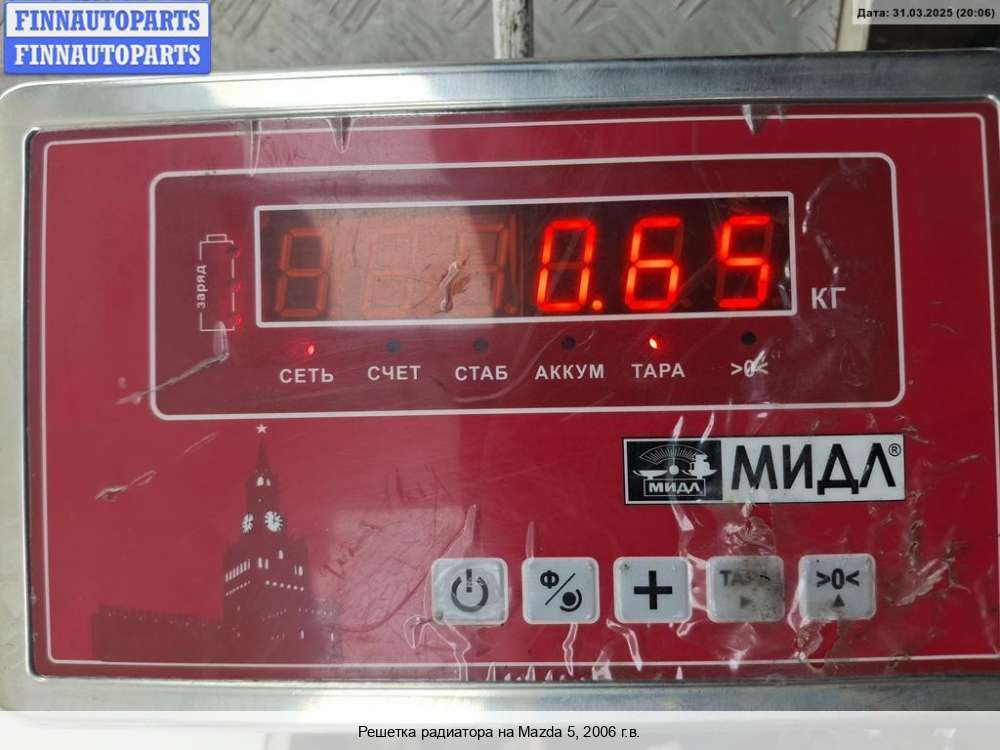 FINNAUTOPARTS
FINNAUTOPARTS
Дата: 31.03.2025 (20:06)
заряд
0.65
КГ
СЕТЬ СЧЕТ СТАБ АККУМ ТАРА >0<
МИДЛ МИДЛ®
Ф/ + >0<
Решетка радиатора на Mazda 5, 2006 г.в.